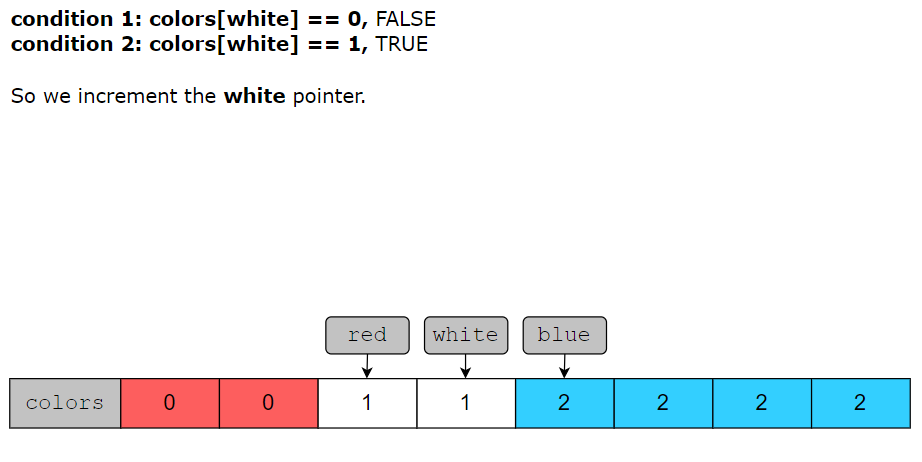 condition 1: colors[white] == 0, FALSE
condition 2: colors[white] == 1, TRUE
So we increment the white pointer.
red white blue
colors 0 0 1 1 2 2 2 2